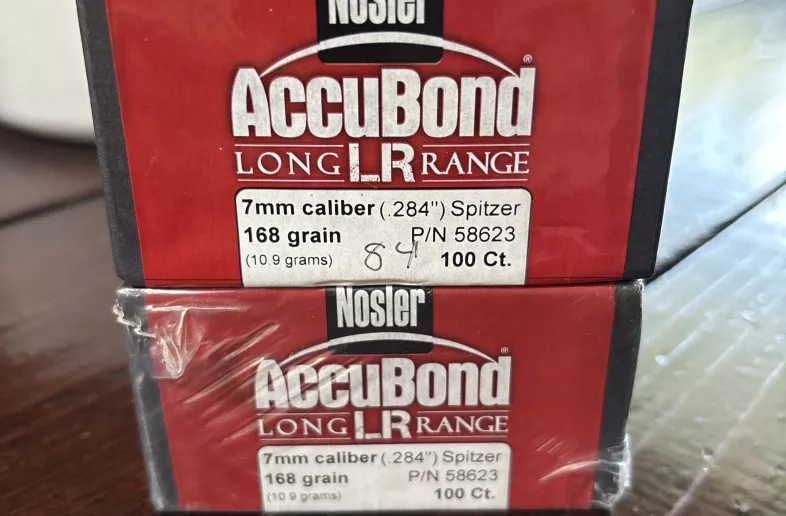 Nosler
AccuBond®
LONG LR RANGE
7mm caliber (.284") Spitzer
168 grain P/N 58623
(10.9 grams) 84 100 Ct.
Nosler
AccuBond®
LONG LR RANGE
7mm caliber (.284") Spitzer
168 grain P/N 58623
(10.9 grams) 100 Ct.